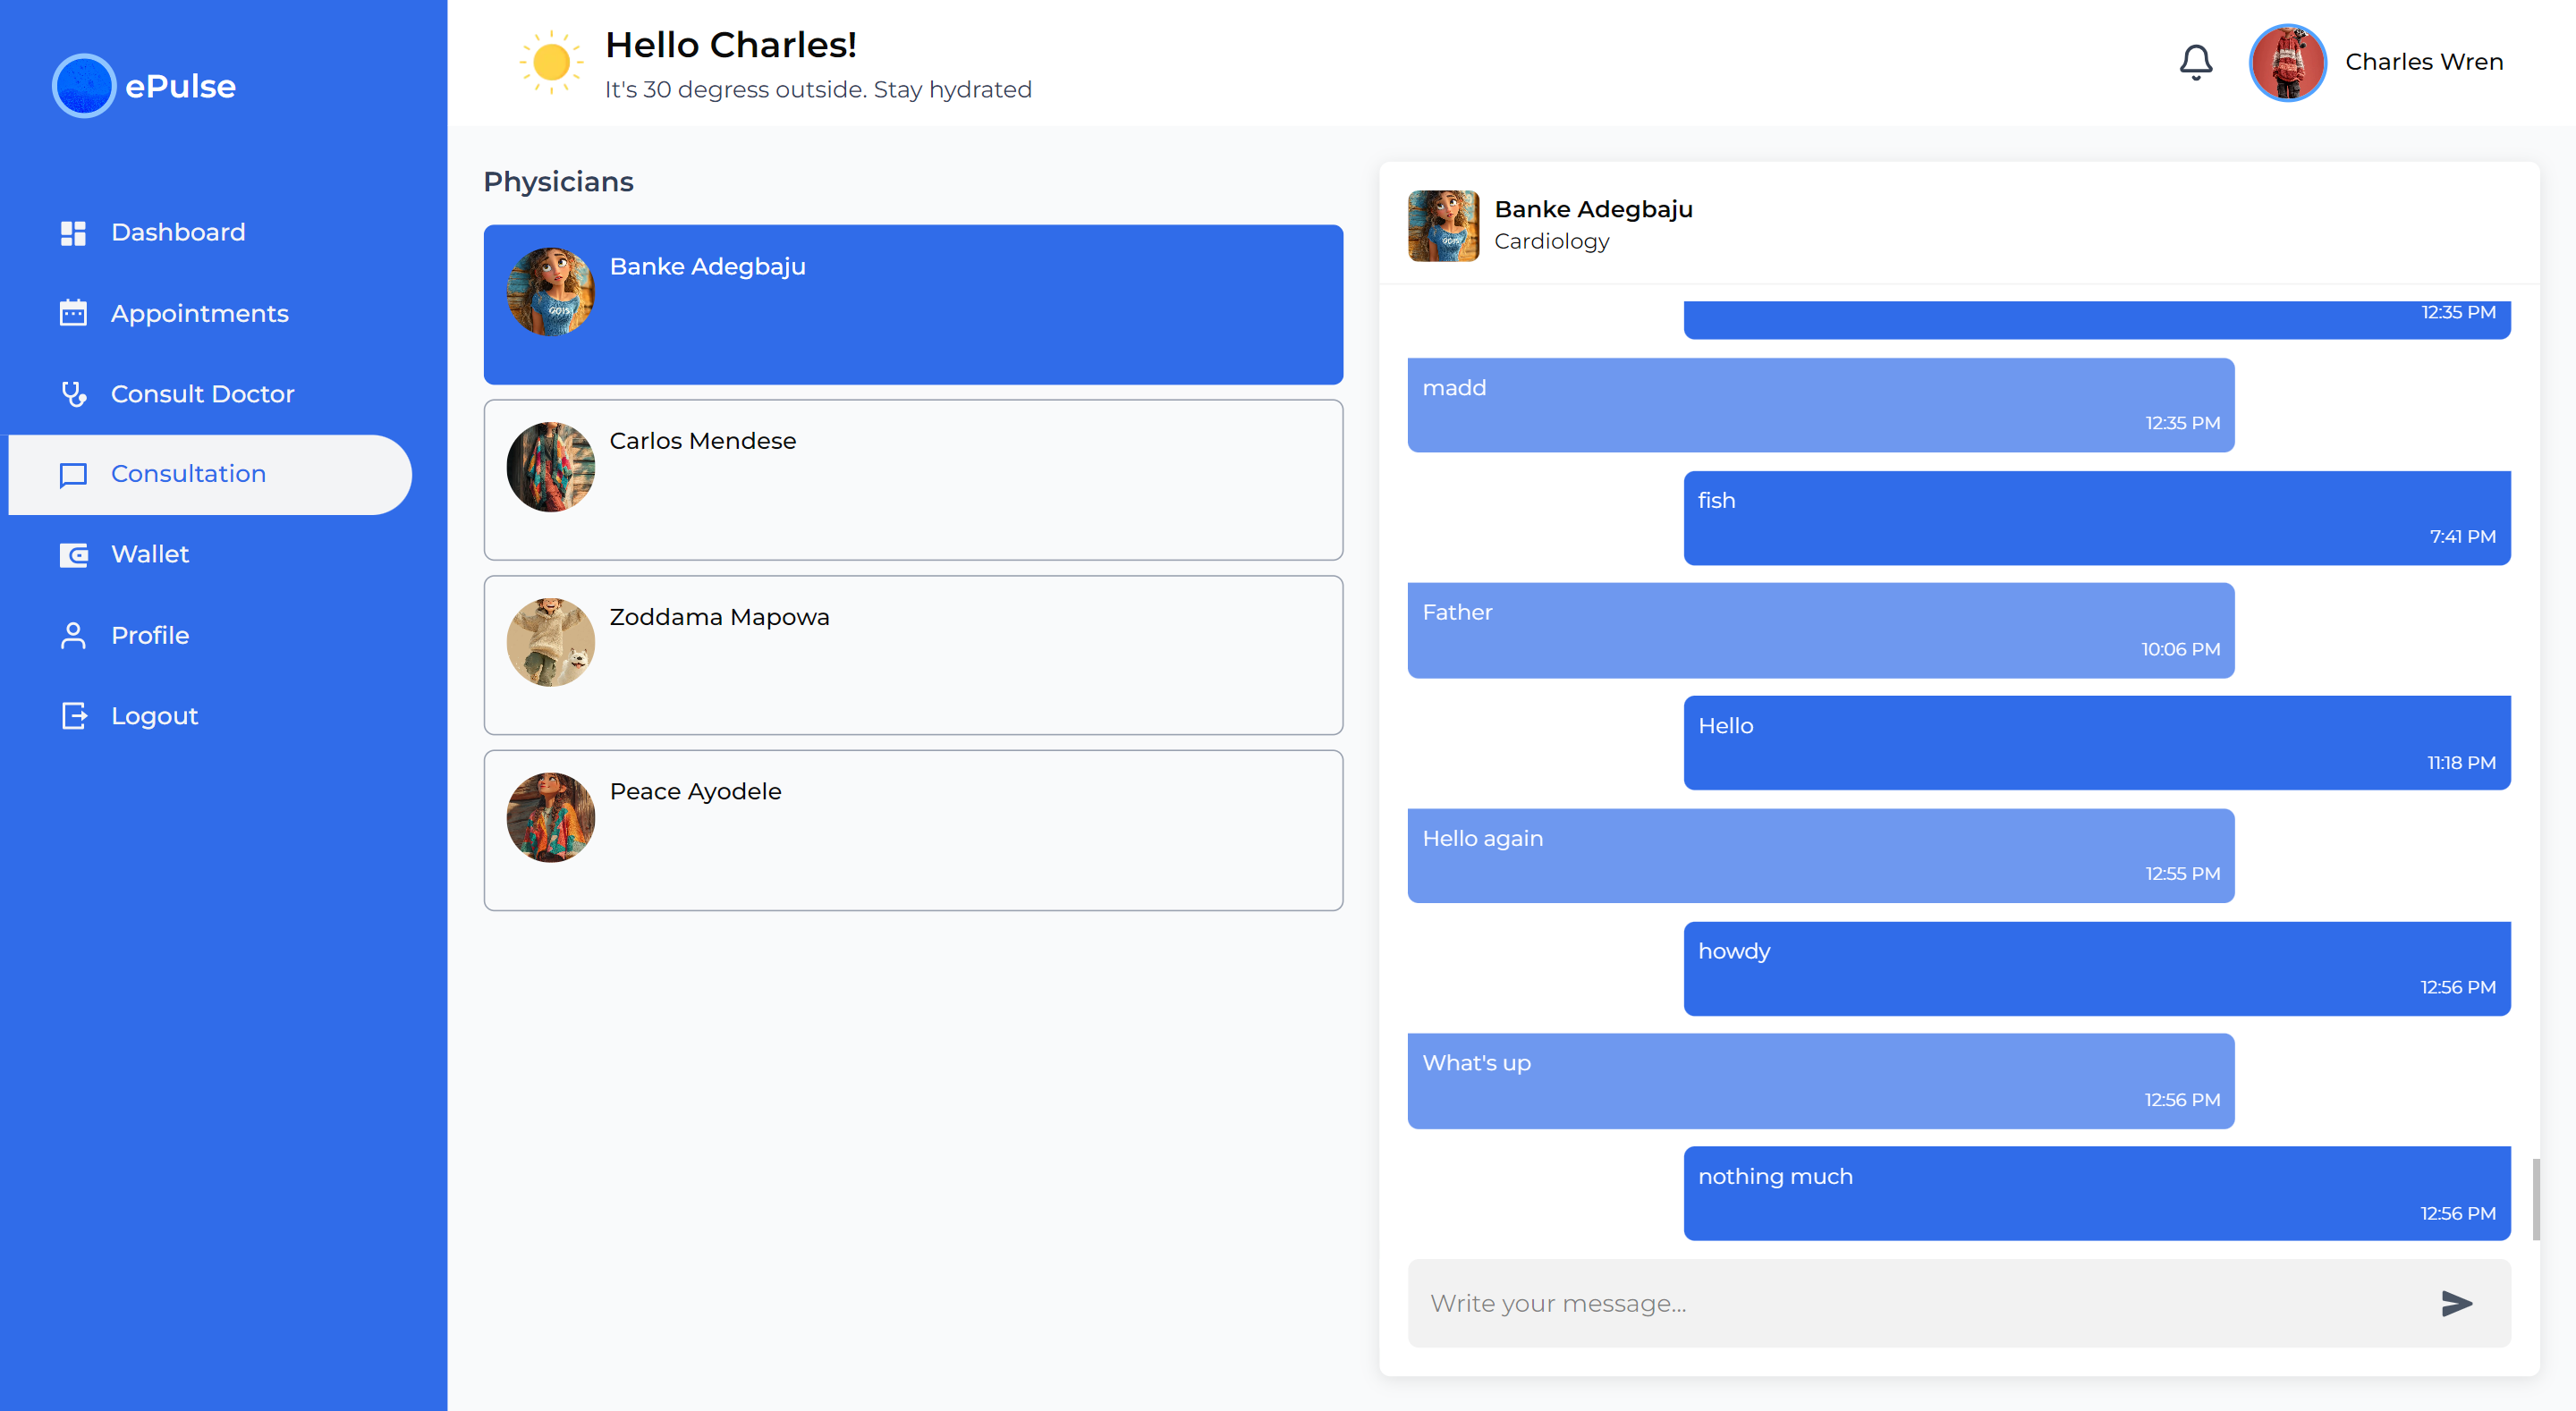 ePulse
Dashboard
Appointments
Consult Doctor
Consultation
Wallet
Profile
Logout
Hello Charles!
It's 30 degress outside. Stay hydrated
Charles Wren
Physicians
Banke Adegbaju
Carlos Mendese
Zoddama Mapowa
Peace Ayodele
Banke Adegbaju
Cardiology
12:35 PM
madd
12:35 PM
fish
7:41 PM
Father
10:06 PM
Hello
11:18 PM
Hello again
12:55 PM
howdy
12:56 PM
What's up
12:56 PM
nothing much
12:56 PM
Write your message...